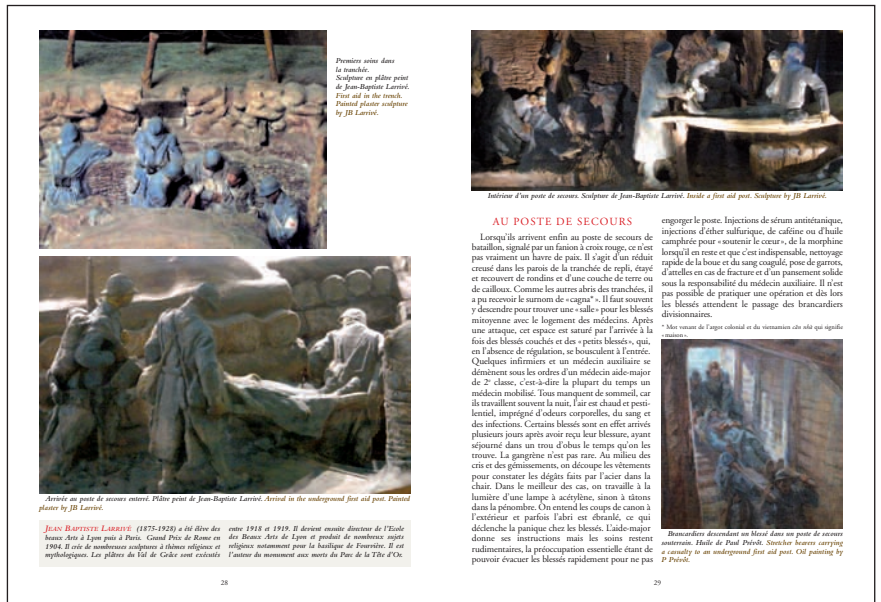 Premiers soins dans
la tranchée.
Sculpture en plâtre peint
de Jean-Baptiste Larrivé.
First aid in the trench.
Painted plaster sculpture
by JB Larrivé.
Arrivée au poste de secours enterré. Plâtre peint de Jean-Baptiste Larrivé. Arrival in the underground first aid post. Painted
plaster by JB Larrivé.
JEAN BAPTISTE LARRIVÉ (1875-1928) a été élève des
beaux Arts à Lyon puis à Paris. Grand Prix de Rome en
1904. Il crée de nombreuses sculptures à thèmes religieux et
mythologiques. Les plâtres du Val de Grâce sont exécutés
entre 1918 et 1919. Il devient ensuite directeur de l'Ecole
des Beaux Arts de Lyon et produit de nombreux sujets
religieux notamment pour la basilique de Fourvière. Il est
l'auteur du monument aux morts du Parc de la Tête d'Or.
28
Intérieur d'un poste de secours. Sculpture de Jean-Baptiste Larrivé. Inside a first aid post. Sculpture by JB Larrivé.
AU POSTE DE SECOURS
Lorsqu'ils arrivent enfin au poste de secours de
bataillon, signalé par un fanion à croix rouge, ce n'est
pas vraiment un havre de paix. Il s'agit d'un réduit
creusé dans les parois de la tranchée de repli, étayé
et recouvert de rondins et d'une couche de terre ou
de cailloux. Comme les autres abris des tranchées, il
a pu recevoir le surnom de «cagna*». Il faut souvent
y descendre pour trouver une «salle» pour les blessés
mitoyenne avec le logement des médecins. Après
une attaque, cet espace est saturé par l'arrivée à la
fois des blessés couchés et des «petits blessés», qui,
en l'absence de régulation, se bousculent à l'entrée.
Quelques infirmiers et un médecin auxiliaire se
démènent sous les ordres d'un médecin aide-major
de 2e classe, c'est-à-dire la plupart du temps un
médecin mobilisé. Tous manquent de sommeil, car
ils travaillent souvent la nuit, l'air est chaud et pesti-
lentiel, imprégné d'odeurs corporelles, du sang et
des infections. Certains blessés sont en effet arrivés
plusieurs jours après avoir reçu leur blessure, ayant
séjourné dans un trou d'obus le temps qu'on les
trouve. La gangrène n'est pas rare. Au milieu des
cris et des gémissements, on découpe les vêtements
pour constater les dégâts faits par l'acier dans la
chair. Dans le meilleur des cas, on travaille à la
lumière d'une lampe à acétylène, sinon à tâtons
dans la pénombre. On entend les coups de canon à
l'extérieur et parfois l'abri est ébranlé, ce qui
déclenche la panique chez les blessés. L'aide-major
donne ses instructions mais les soins restent
rudimentaires, la préoccupation essentielle étant de
pouvoir évacuer les blessés rapidement pour ne pas
engorger le poste. Injections de sérum antitétanique,
injections d'éther sulfurique, de caféine ou d'huile
camphrée pour «soutenir le cœur», de la morphine
lorsqu'il en reste et que c'est indispensable, nettoyage
rapide de la boue et du sang coagulé, pose de garrots,
d'attelles en cas de fracture et d'un pansement solide
sous la responsabilité du médecin auxiliaire. Il n'est
pas possible de pratiquer une opération et dès lors
les blessés attendent le passage des brancardiers
divisionnaires.
* Mot venant de l'argot colonial et du vietnamien cân nhà qui signifie
«maison».
Brancardiers descendant un blessé dans un poste de secours
souterrain. Huile de Paul Prévôt. Stretcher bearers carrying
a casualty to an underground first aid post. Oil painting by
P Prévôt.
29